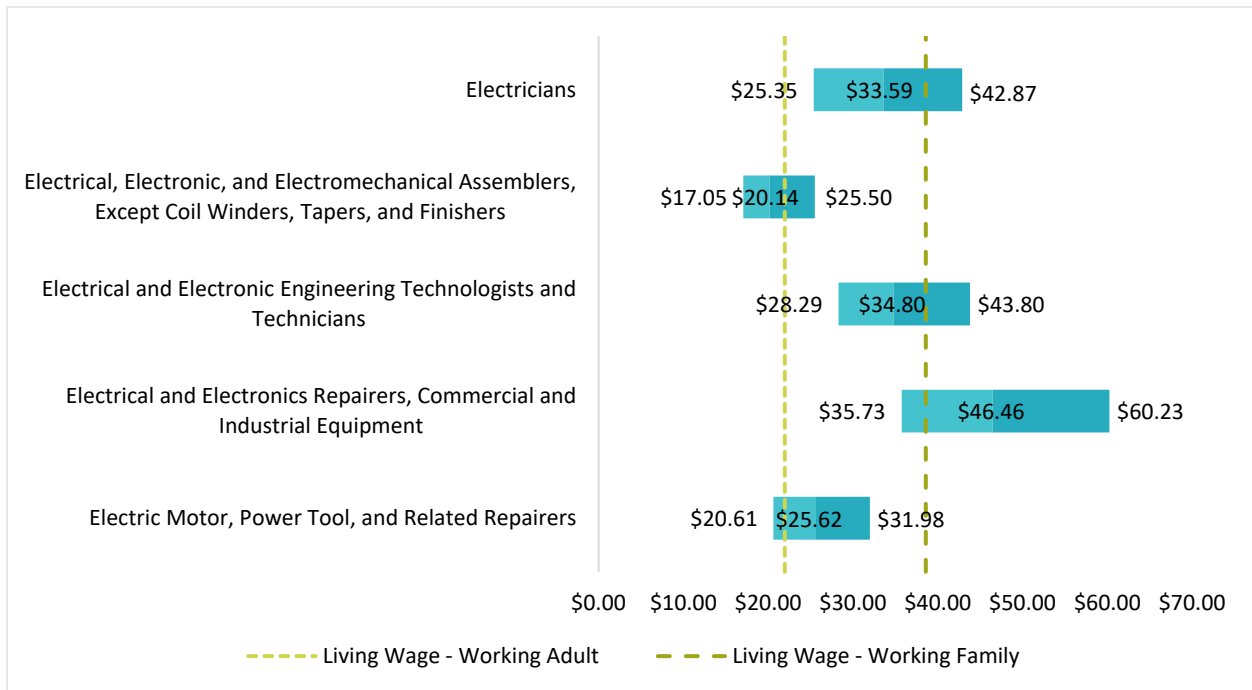 Electricians
$25.35 $33.59 $42.87
Electrical, Electronic, and Electromechanical Assemblers,
Except Coil Winders, Tapers, and Finishers
$17.05 $20.14 $25.50
Electrical and Electronic Engineering Technologists and
Technicians
$28.29 $34.80 $43.80
Electrical and Electronics Repairers, Commercial and
Industrial Equipment
$35.73 $46.46 $60.23
Electric Motor, Power Tool, and Related Repairers
$20.61 $25.62 $31.98
$0.00 $10.00 $20.00 $30.00 $40.00 $50.00 $60.00 $70.00
Living Wage - Working Adult Living Wage - Working Family